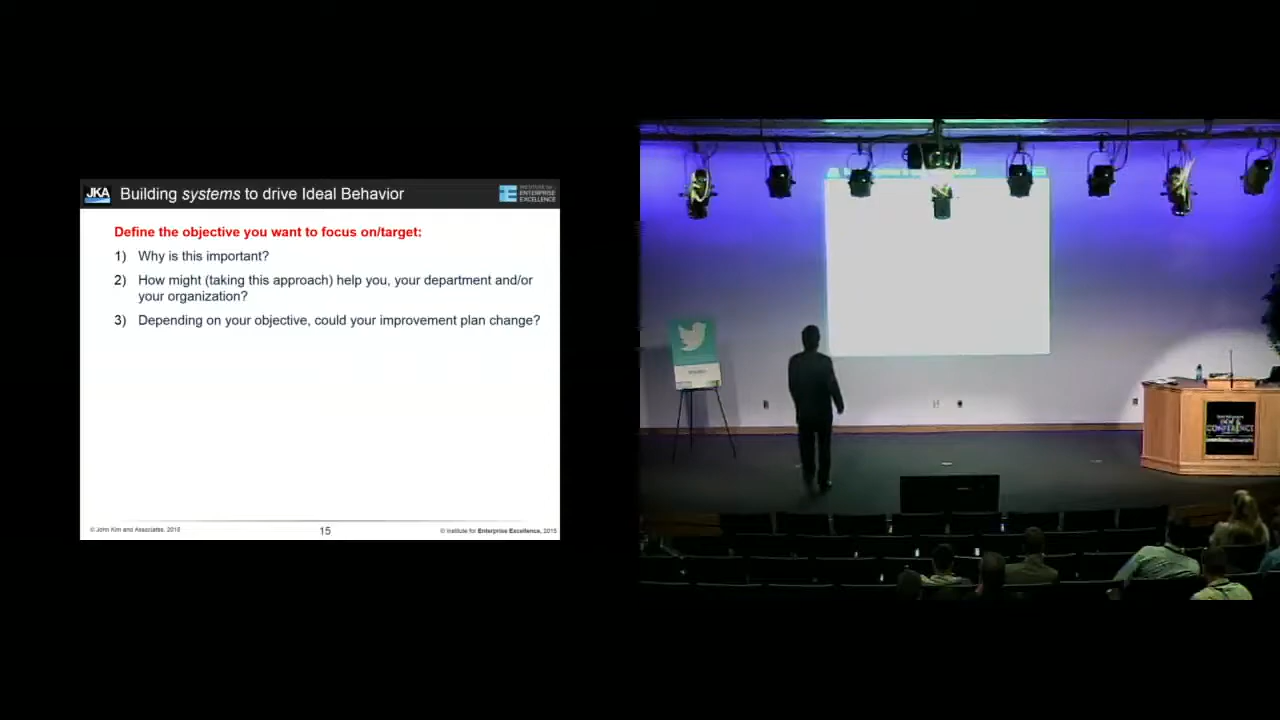 JKA
Building systems to drive Ideal Behavior
INSTITUTE for
ENTERPRISE
EXCELLENCE
Define the objective you want to focus on/target:
1) Why is this important?
2) How might (taking this approach) help you, your department and/or
your organization?
3) Depending on your objective, could your improvement plan change?
© John Kim and Associates, 2015
15
© Institute for Enterprise Excellence, 2015
CONFERENCE